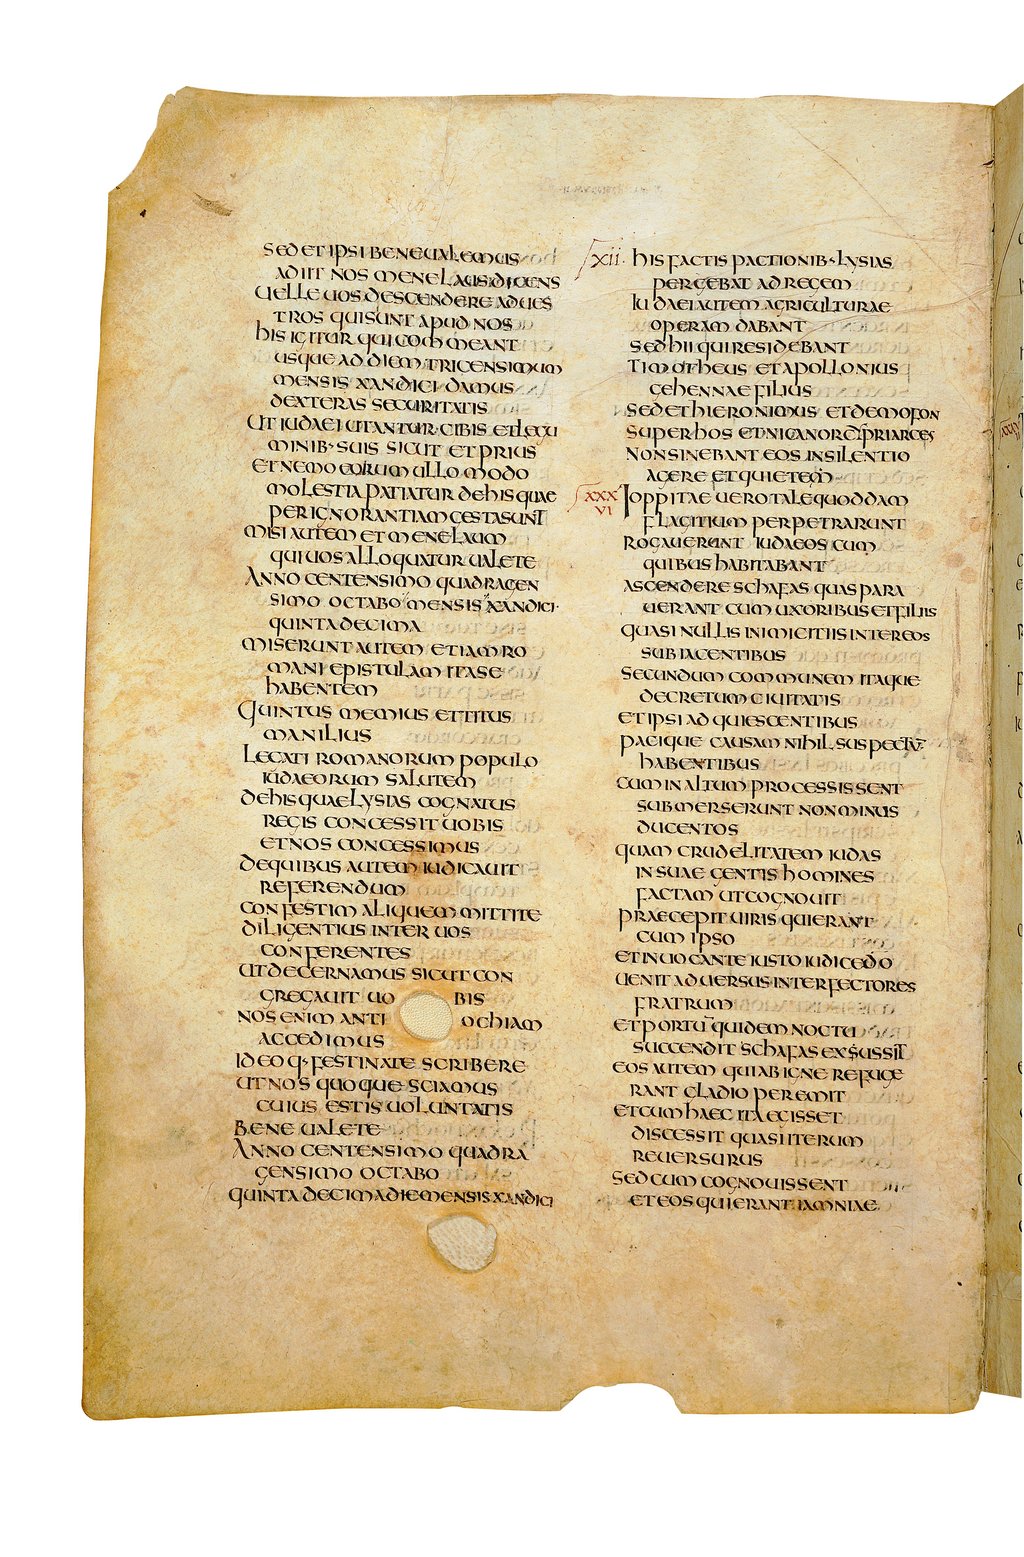 SED ET IPSI BENE UALEMUS
ADIIT NOS MENELAUS DICENS
UELLE UOS DESCENDERE AD UES
TROS QUI SUNT APUD NOS
HIS IGITUR QUI COMMEANT
USQUE AD DIEM TRICENSIMUM
MENSIS XANDICI DAMUS
DEXTERAS SECURITATIS
UT IUDAEI UTANTUR CIBIS ET LEGI
MINIB· SUIS SICUT ET PRIUS
ET NEMO EORUM ULLO MODO
MOLESTIA PATIATUR DE HIS QUAE
PER IGNORANTIAM GESTA SUNT
MISI AUTEM ET MENELAUM
QUI UOS ALLOQUATUR UALETE
ANNO CENTENSIMO QUADRAGEN
SIMO OCTABO MENSIS XANDICI·
QUINTA DECIMA
MISERUNT AUTEM ETIAM RO
MANI EPISTULAM ITA SE
HABENTEM
QUINTUS MEMIUS ET TITUS
MANILIUS
LEGATI ROMANORUM POPULO
IUDAEORUM SALUTEM
DE HIS QUAE LYSIAS COGNATUS
REGIS CONCESSIT UOBIS
ET NOS CONCESSIMUS
DE QUIBUS AUTEM IUDICAUIT
REFERENDUM
CONFESTIM ALIQUEM MITTITE
DILIGENTIUS INTER UOS
CONFERENTES
UT DECERNAMUS SICUT CON
GREGAUIT UO BIS
NOS ENIM ANTI OCHIAM
ACCEDIMUS
IDEOQ· FESTINATE SCRIBERE
UT NOS QUOQUE SCIAMUS
CUIUS ESTIS UOLUNTATIS
BENE UALETE
ANNO CENTENSIMO QUADRA
GENSIMO OCTABO
QUINTA DECIMA DIE MENSIS XANDICI
XII· HIS FACTIS PACTIONIB· LYSIAS
PERGEBAT AD REGEM
IUDAEI AUTEM AGRICULTURAE
OPERAM DABANT
SED HII QUI RESIDEBANT
TIMOTHEUS ET APOLLONIUS
GEHENNAE FILIUS
SED ET HIERONIMUS ET DEMOFON
SUPER HOS ET NICANOR CYPRIARCES
NON SINEBANT EOS IN SILENTIO
AGERE ET QUIETEM
XXX
VI
IOPPITAE UERO TALE QUODDAM
FLAGITIUM PERPETRARUNT
ROGAUERUNT IUDAEOS CUM
QUIBUS HABITABANT
ASCENDERE SCHAFAS QUAS PARA
UERANT CUM UXORIBUS ET FILIIS
QUASI NULLIS INIMICITIIS INTER EOS
SUBIACENTIBUS
SECUNDUM COMMUNEM ITAQUE
DECRETUM CIUITATIS
ET IPSI ADQUIESCENTIBUS
PACIQUE CAUSAM NIHIL SUSPECTŪ
HABENTIBUS
CUM IN ALTUM PROCESSISSENT
SUBMERSERUNT NON MINUS
DUCENTOS
QUAM CRUDELITATEM IUDAS
IN SUAE GENTIS HOMINES
FACTAM UT COGNOUIT
PRAECEPIT UIRIS QUI ERANT
CUM IPSO
ET INUOCANTE IUSTO IUDICE DO
UENIT ADUERSUS INTERFECTORES
FRATRUM
ET PORTŪ QUIDEM NOCTU
SUCCENDIT SCHAFAS EXSUSSIT
EOS AUTEM QUI AB IGNE REFUGE
RANT GLADIO PEREMIT
ET CUM HAEC ITA EGISSET
DISCESSIT QUASI ITERUM
REUERSURUS
SED CUM COGNOUISSENT
ET EOS QUI ERANT IAMNIAE